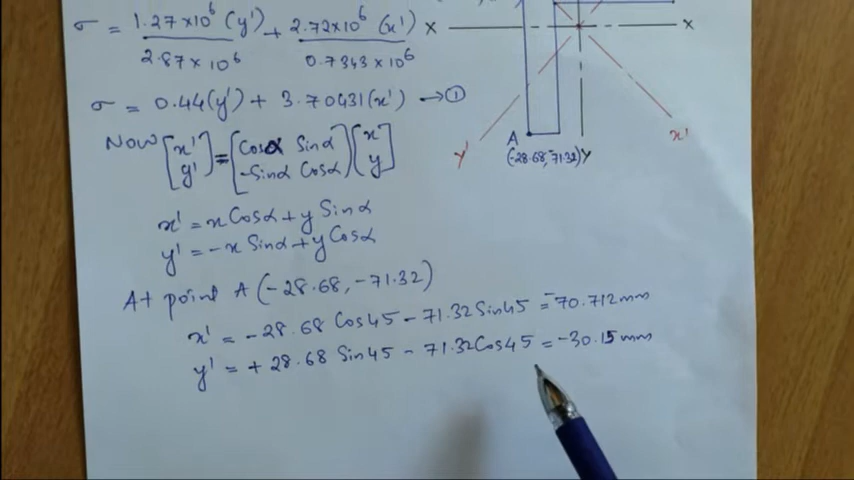 σ = 1.27×10⁶ (y') / 2.87×10⁶ + 2.72×10⁶ (x') / 0.7343×10⁶
X X
σ = 0.44(y') + 3.70431(x') → ①
Now [x' y'] = [Cosα Sinα -Sinα Cosα] [x y]
A
(-28.68,-71.32) Y
y' x'
x' = x Cosα + y Sinα
y' = -x Sinα + y Cosα
At point A (-28.68, -71.32)
x' = -28.68 Cos45 - 71.32 Sin45 = -70.712 mm
y' = +28.68 Sin45 - 71.32 Cos45 = -30.15 mm